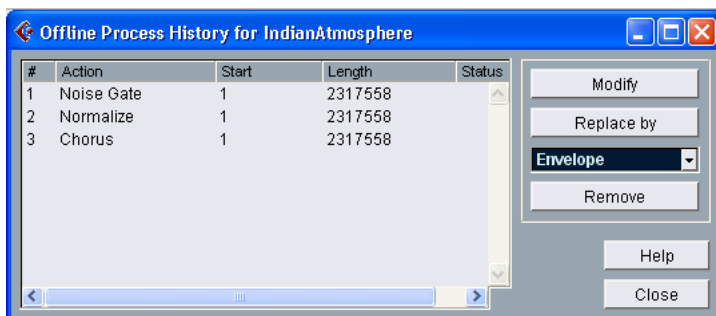 Offline Process History for IndianAtmosphere
# Action Start Length Status
1 Noise Gate 1 2317558
2 Normalize 1 2317558
3 Chorus 1 2317558
Modify
Replace by
Envelope
Remove
Help
Close